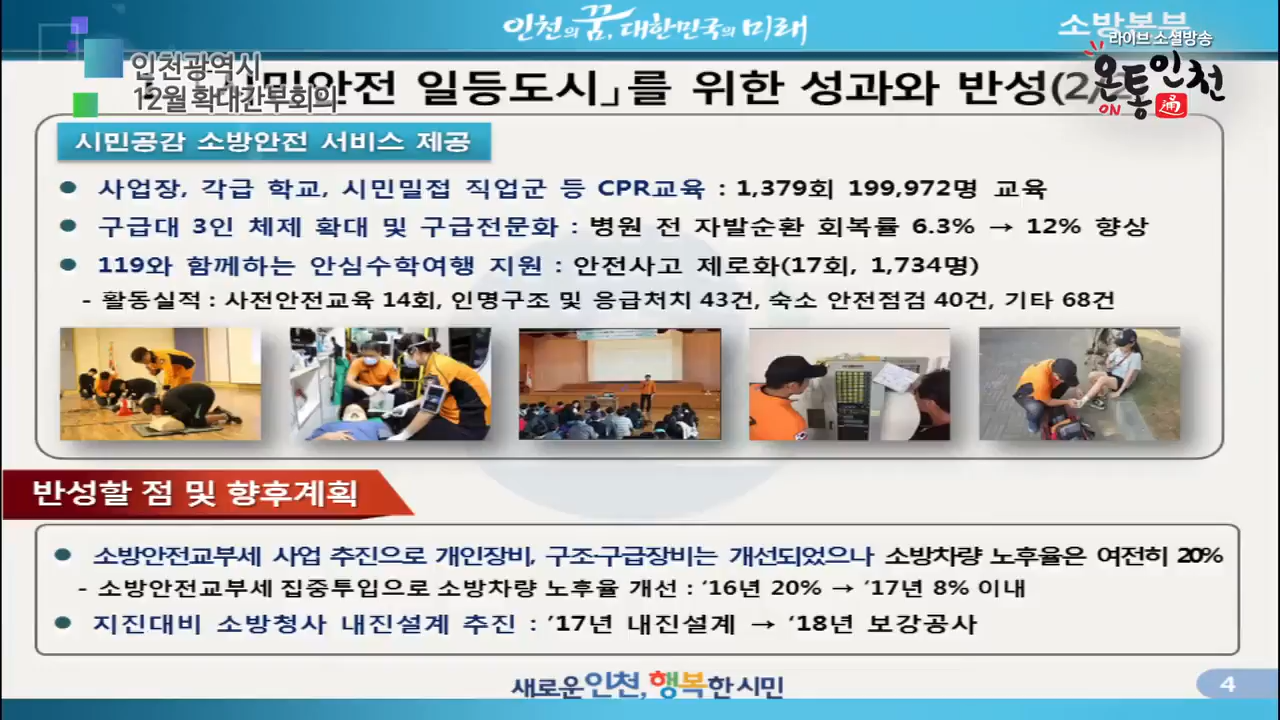 인천의 꿈, 대한민국의 미래
소방본부
라이브 소셜방송
온통인천
ON 通
인천광역시
12월 확대간부회의
시민안전 일등도시」를 위한 성과와 반성(2/2)
시민공감 소방안전 서비스 제공
사업장, 각급 학교, 시민밀접 직업군 등 CPR교육 : 1,379회 199,972명 교육
구급대 3인 체제 확대 및 구급전문화 : 병원 전 자발순환 회복률 6.3% → 12% 향상
119와 함께하는 안심수학여행 지원 : 안전사고 제로화(17회, 1,734명)
- 활동실적 : 사전안전교육 14회, 인명구조 및 응급처치 43건, 숙소 안전점검 40건, 기타 68건
반성할 점 및 향후계획
소방안전교부세 사업 추진으로 개인장비, 구조·구급장비는 개선되었으나 소방차량 노후율은 여전히 20%
- 소방안전교부세 집중투입으로 소방차량 노후율 개선 : ‘16년 20% → ‘17년 8% 이내
지진대비 소방청사 내진설계 추진 : ’17년 내진설계 → ‘18년 보강공사
새로운 인천, 행복한 시민
4